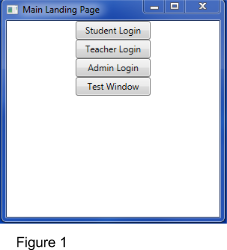 Main Landing Page
Student Login
Teacher Login
Admin Login
Test Window
Figure 1